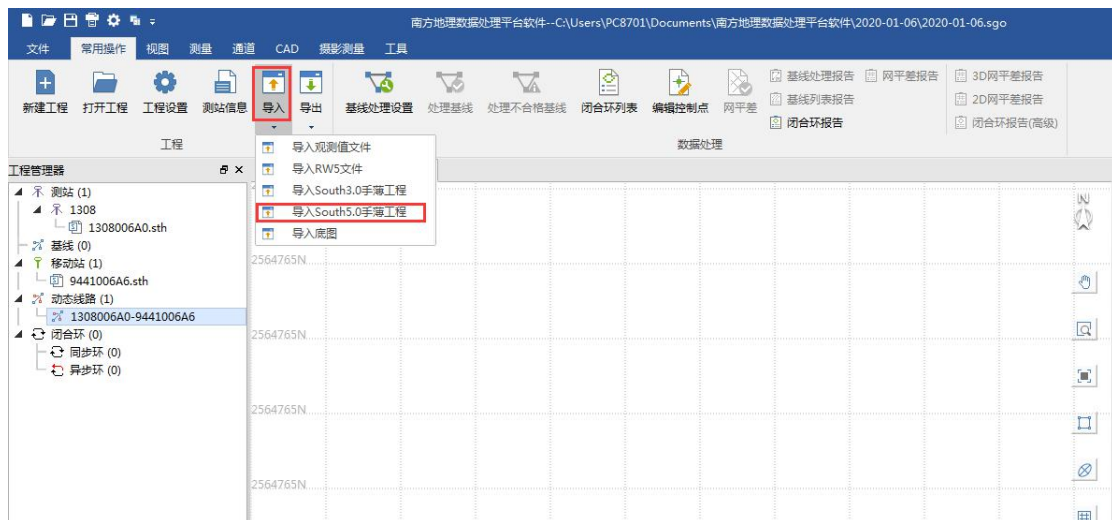 南方地理数据处理平台软件--C:\Users\PC8701\Documents\南方地理数据处理平台软件\2020-01-06\2020-01-06.sgo
文件 常用操作 视图 测量 通道 CAD 摄影测量 工具
新建工程 打开工程 工程设置 测站信息 导入 导出 基线处理设置 处理基线 处理不合格基线 闭合环列表 编辑控制点 网平差
基线处理报告 网平差报告 3D网平差报告
基线列表报告 2D网平差报告
闭合环报告 闭合环报告(高级)
工程 数据处理
导入观测值文件
导入RW5文件
导入South3.0手薄工程
导入South5.0手薄工程
导入底图
工程管理器
测站 (1)
1308
1308006A0.sth
基线 (0)
移动站 (1)
9441006A6.sth
动态线路 (1)
1308006A0-9441006A6
闭合环 (0)
同步环 (0)
异步环 (0)
2564765N
2564765N
2564765N
2564765N
N